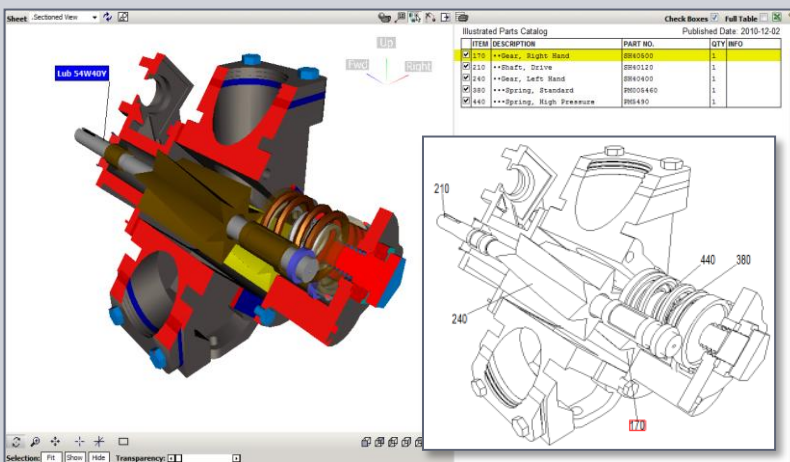 Sheet .Sectioned View
Check Boxes Full Table
Illustrated Parts Catalog Published Date: 2010-12-02
ITEM DESCRIPTION PART NO. QTY INFO
170 ••Gear, Right Hand SH40500 1
210 ••Shaft, Drive SH40120 1
240 ••Gear, Left Hand SH40400 1
380 •••Spring, Standard PH005460 1
440 •••Spring, High Pressure PH5490 1
Up
Fwd Right
Lub 54W40Y
210
440
380
240
170
Selection: Fit Show Hide Transparency: